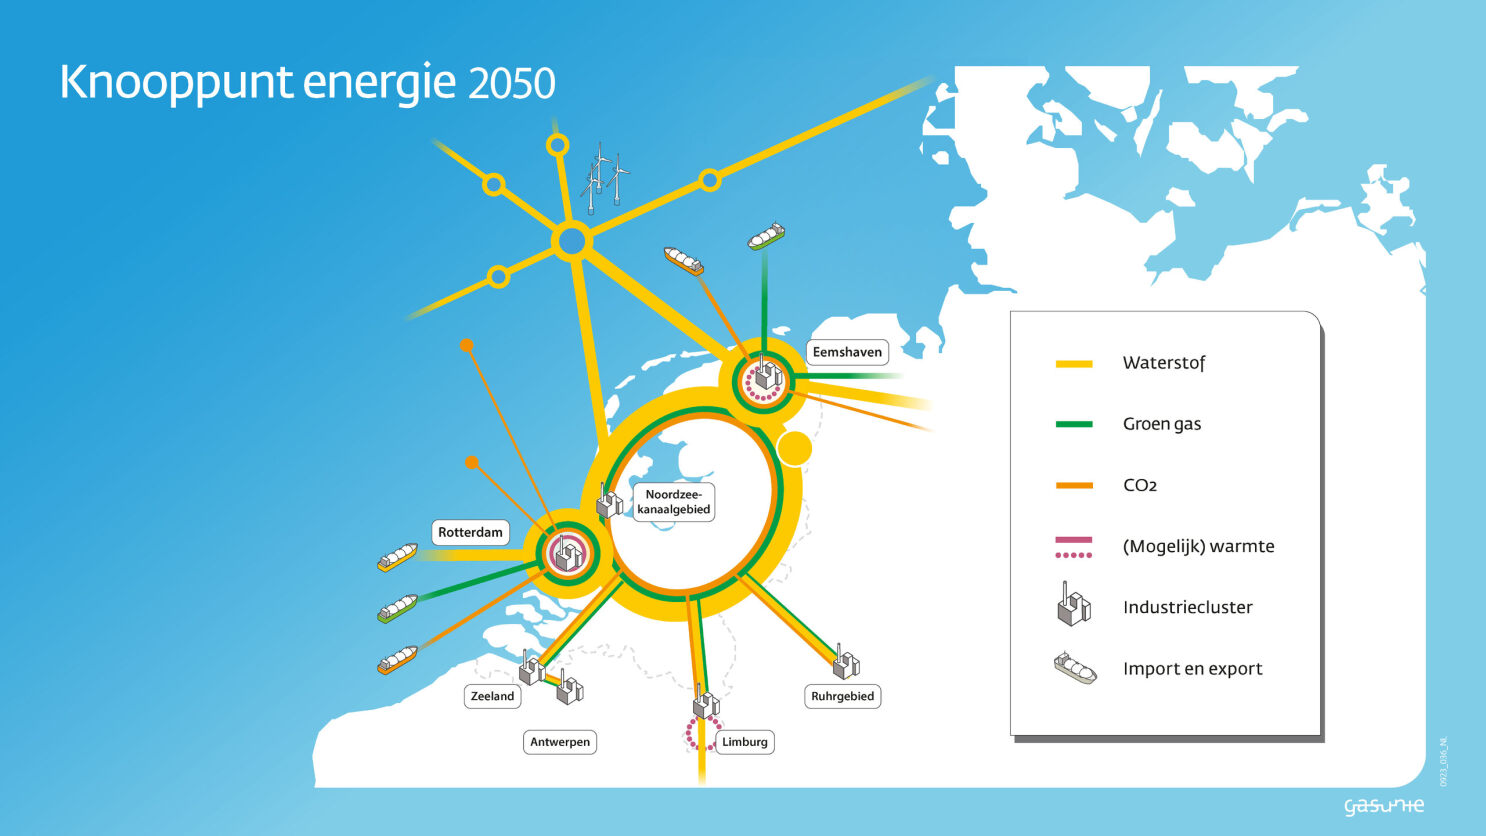 Knooppunt energie 2050
Eemshaven
Noordzee-
kanaalgebied
Rotterdam
Zeeland
Antwerpen
Limburg
Ruhrgebied
Waterstof
Groen gas
CO2
(Mogelijk) warmte
Industriecluster
Import en export
0923_036_NL
gasunie